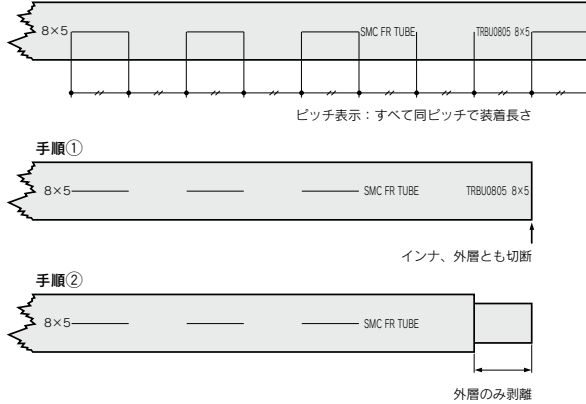 8×5 SMC FR TUBE TRBU0805 8×5
ピッチ表示：すべて同ピッチで装着長さ
手順①
8×5 SMC FR TUBE TRBU0805 8×5
インナ、外層とも切断
手順②
8×5 SMC FR TUBE
外層のみ剥離